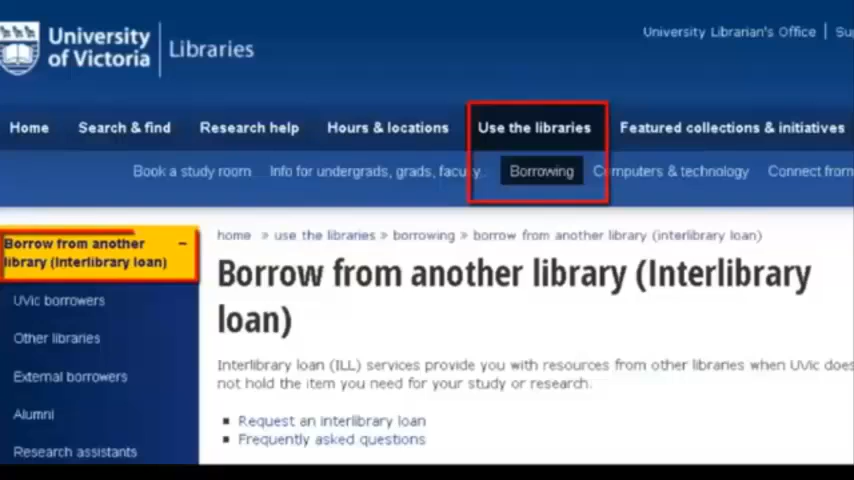 University of Victoria
Libraries
University Librarian's Office
Home Search & find Research help Hours & locations Use the libraries Featured collections & initiatives
Book a study room Info for undergrads, grads, Borrowing Computers & technology Connect from
Borrow from another
library (Interlibrary loan)
UVic borrowers
Other libraries
External borrowers
Alumni
Research assistants
home » use the libraries » borrowing » borrow from another library (interlibrary loan)
Borrow from another library (Interlibrary
loan)
Interlibrary loan (ILL) services provide you with resources from other libraries when UVic does
not hold the item you need for your study or research.
Request an interlibrary loan
Frequently asked questions